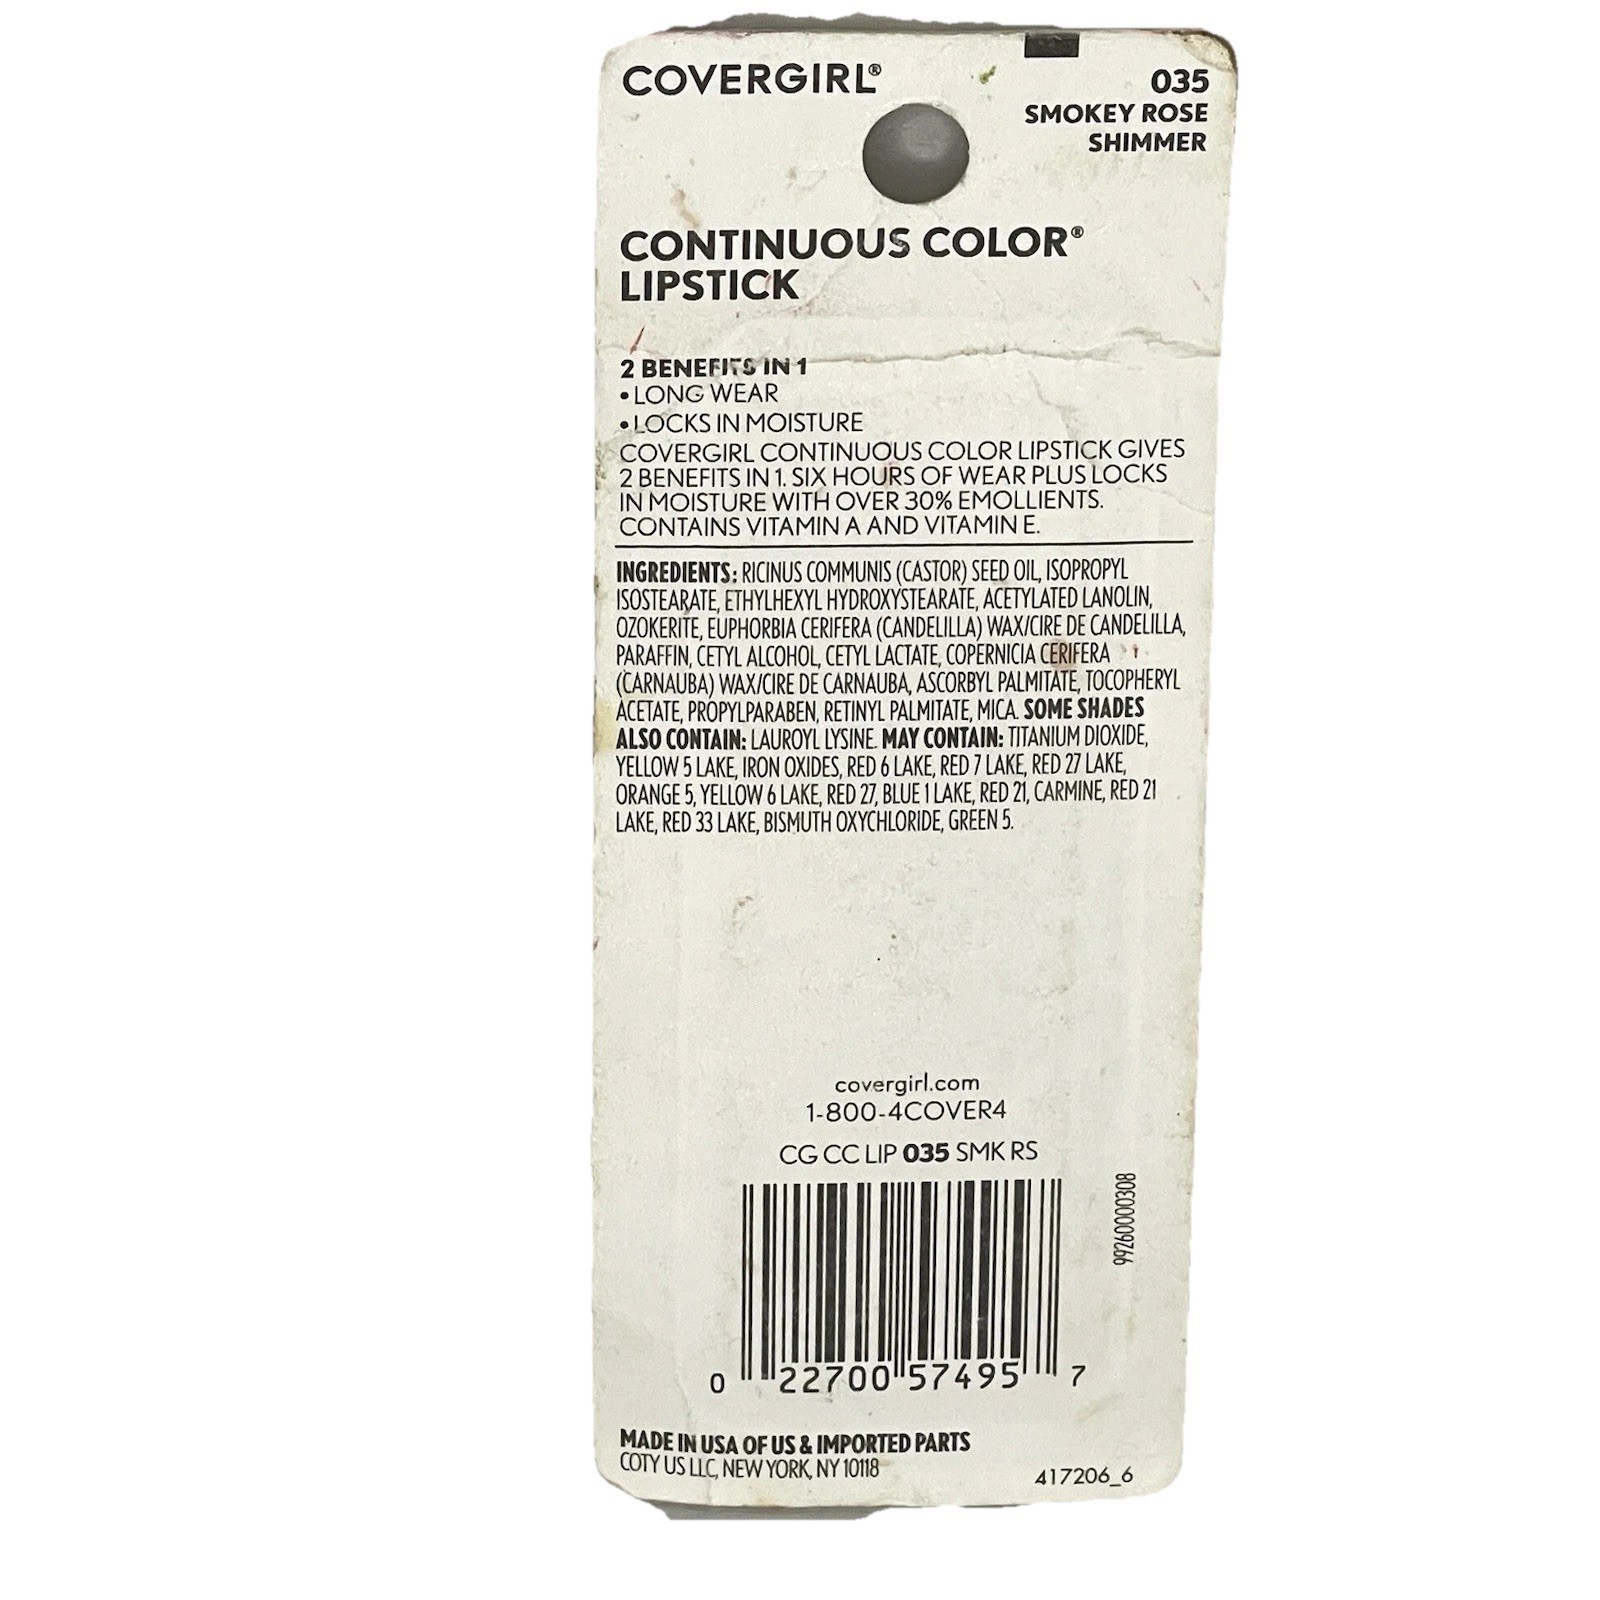 COVERGIRL®
035
SMOKEY ROSE
SHIMMER
CONTINUOUS COLOR®
LIPSTICK
2 BENEFITS IN 1
• LONG WEAR
• LOCKS IN MOISTURE
COVERGIRL CONTINUOUS COLOR LIPSTICK GIVES
2 BENEFITS IN 1. SIX HOURS OF WEAR PLUS LOCKS
IN MOISTURE WITH OVER 30% EMOLLIENTS.
CONTAINS VITAMIN A AND VITAMIN E.
INGREDIENTS: RICINUS COMMUNIS (CASTOR) SEED OIL, ISOPROPYL
ISOSTEARATE, ETHYLHEXYL HYDROXYSTEARATE, ACETYLATED LANOLIN,
OZOKERITE, EUPHORBIA CERIFERA (CANDELILLA) WAX/CIRE DE CANDELILLA,
PARAFFIN, CETYL ALCOHOL, CETYL LACTATE, COPERNICIA CERIFERA
(CARNAUBA) WAX/CIRE DE CARNAUBA, ASCORBYL PALMITATE, TOCOPHERYL
ACETATE, PROPYLPARABEN, RETINYL PALMITATE, MICA. SOME SHADES
ALSO CONTAIN: LAUROYL LYSINE. MAY CONTAIN: TITANIUM DIOXIDE,
YELLOW 5 LAKE, IRON OXIDES, RED 6 LAKE, RED 7 LAKE, RED 27 LAKE,
ORANGE 5, YELLOW 6 LAKE, RED 27, BLUE 1 LAKE, RED 21, CARMINE, RED 21
LAKE, RED 33 LAKE, BISMUTH OXYCHLORIDE, GREEN 5.
covergirl.com
1-800-4COVER4
CG CC LIP 035 SMK RS
99260000308
0 22700 57495 7
MADE IN USA OF US & IMPORTED PARTS
COTY US LLC, NEW YORK, NY 10118
417206_6